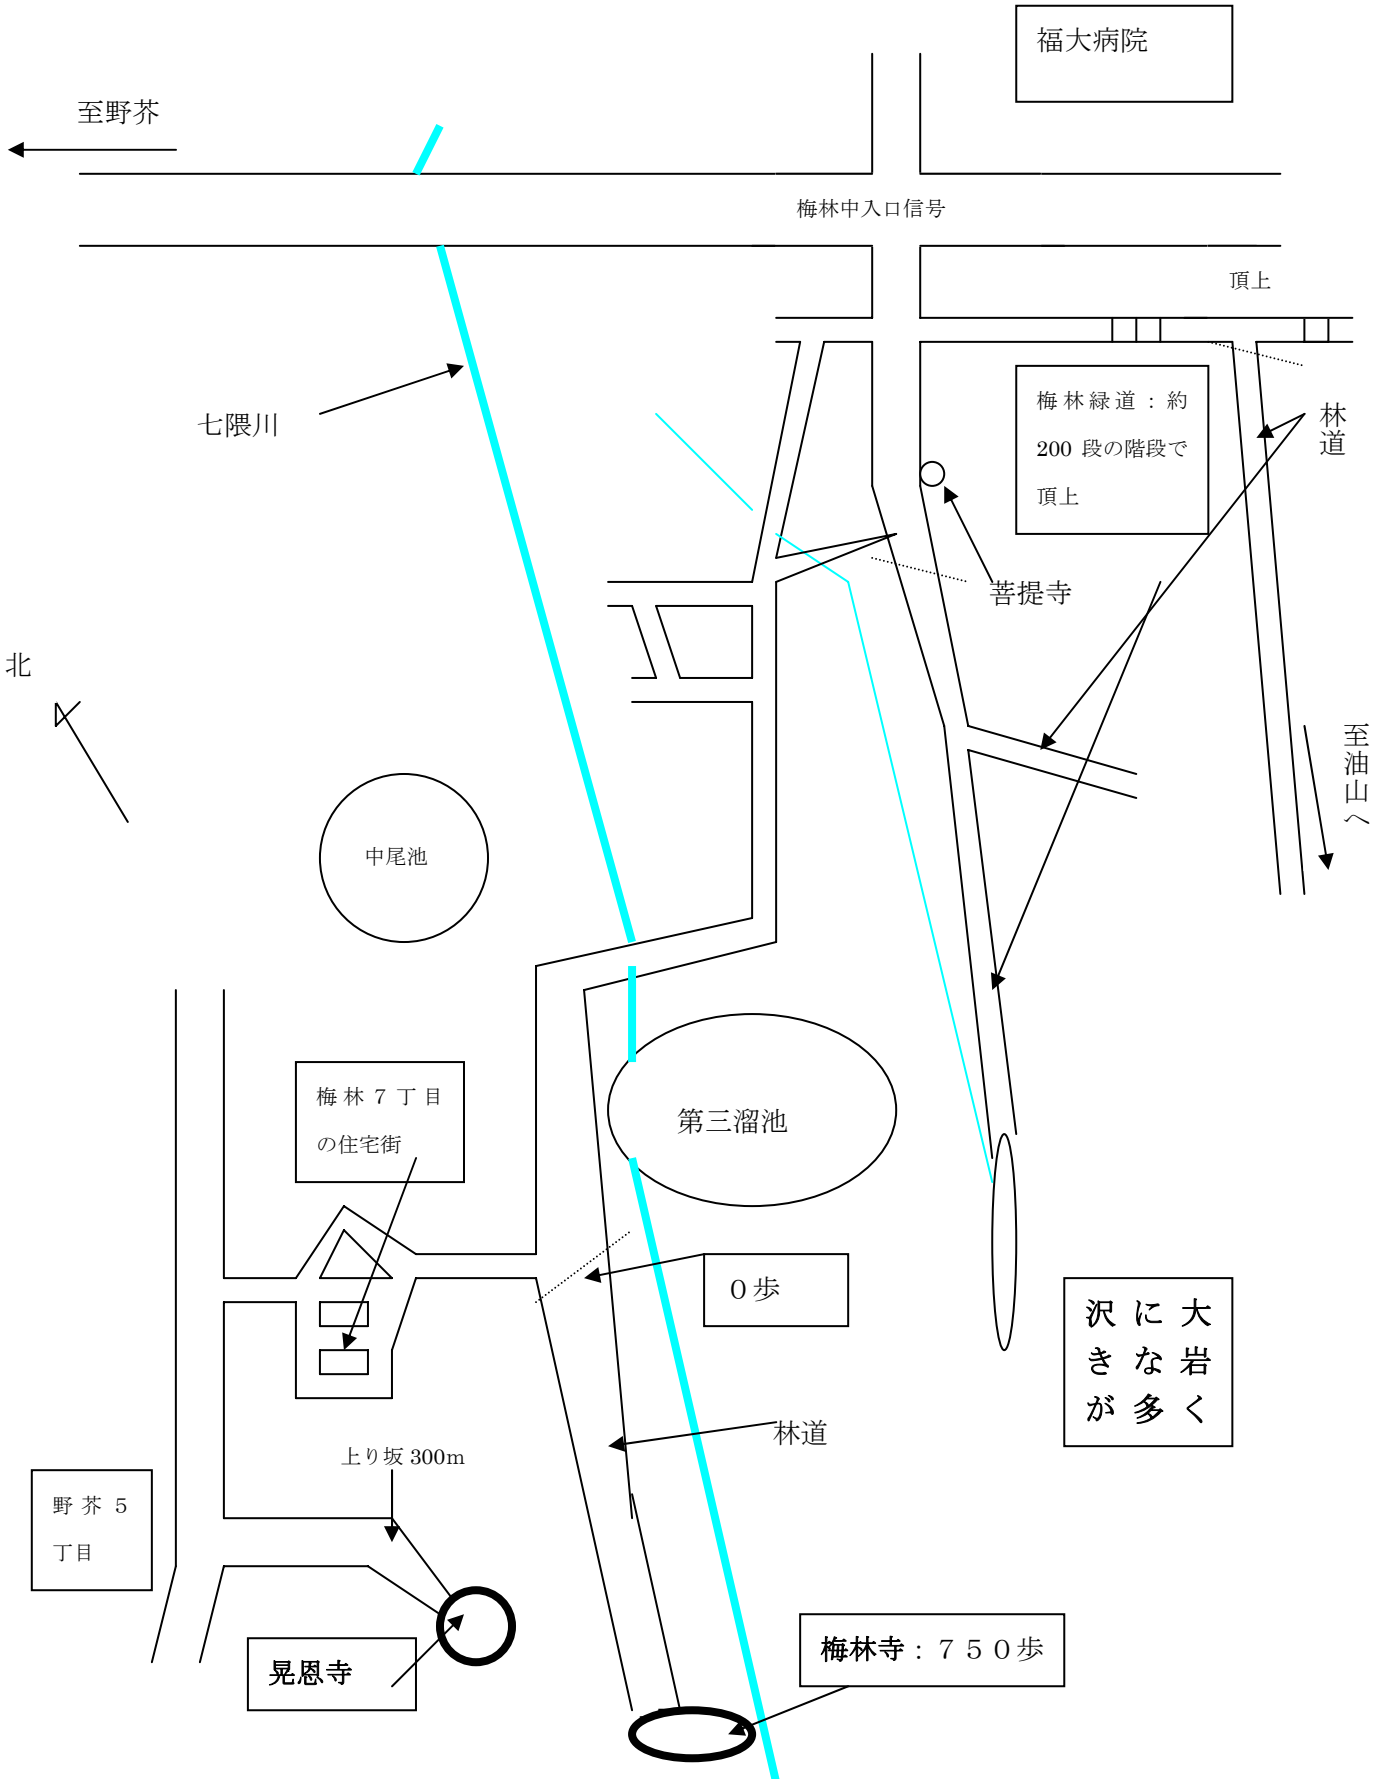 福大病院
至野芥
梅林中入口信号
頂上
梅林緑道：約
200 段の階段で
頂上
林道
七隈川
菩提寺
北
至油山へ
中尾池
梅林７丁目
の住宅街
第三溜池
０歩
沢に大
きな岩
が多く
林道
上り坂 300m
野芥５
丁目
晃恩寺
梅林寺：７５０歩